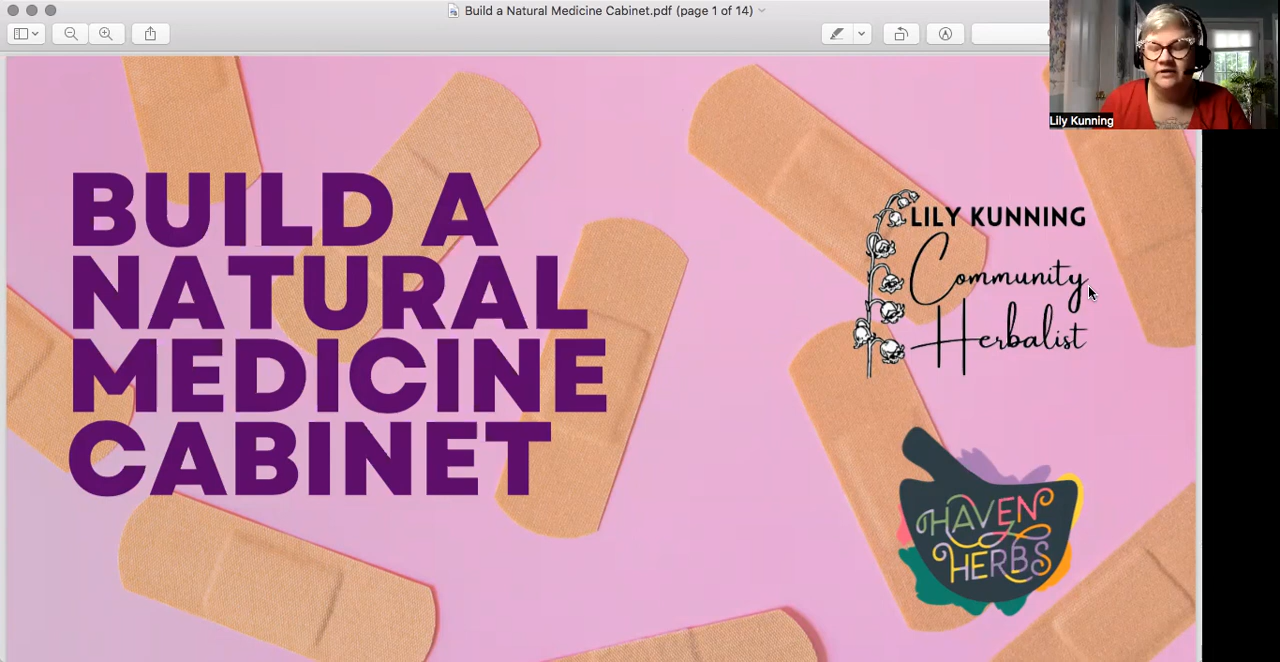 Build a Natural Medicine Cabinet.pdf (page 1 of 14)
Lily Kunning
BUILD A
NATURAL
MEDICINE
CABINET
LILY KUNNING
Community
Herbalist
HAVEN
HERBS